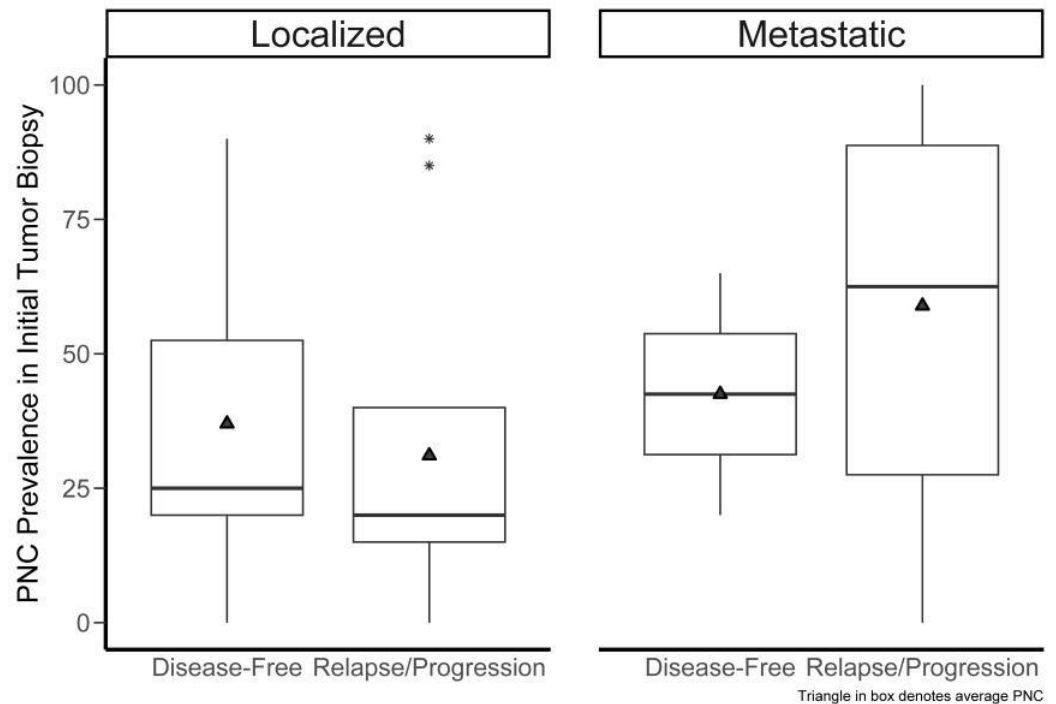 Localized
Metastatic
PNC Prevalence in Initial Tumor Biopsy
100
75
50
25
0
Disease-Free
Relapse/Progression
Disease-Free
Relapse/Progression
Triangle in box denotes average PNC